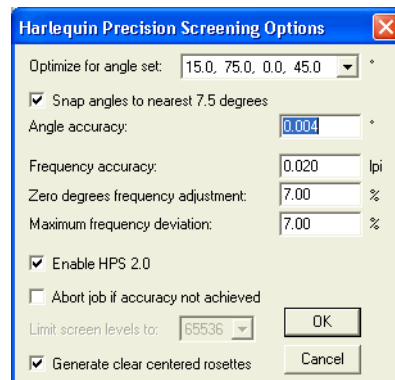 Harlequin Precision Screening Options
Optimize for angle set: 15.0, 75.0, 0.0, 45.0 °
Snap angles to nearest 7.5 degrees
Angle accuracy: 0.004 °
Frequency accuracy: 0.020 lpi
Zero degrees frequency adjustment: 7.00 %
Maximum frequency deviation: 7.00 %
Enable HPS 2.0
Abort job if accuracy not achieved
Limit screen levels to: 65536
OK
Generate clear centered rosettes
Cancel